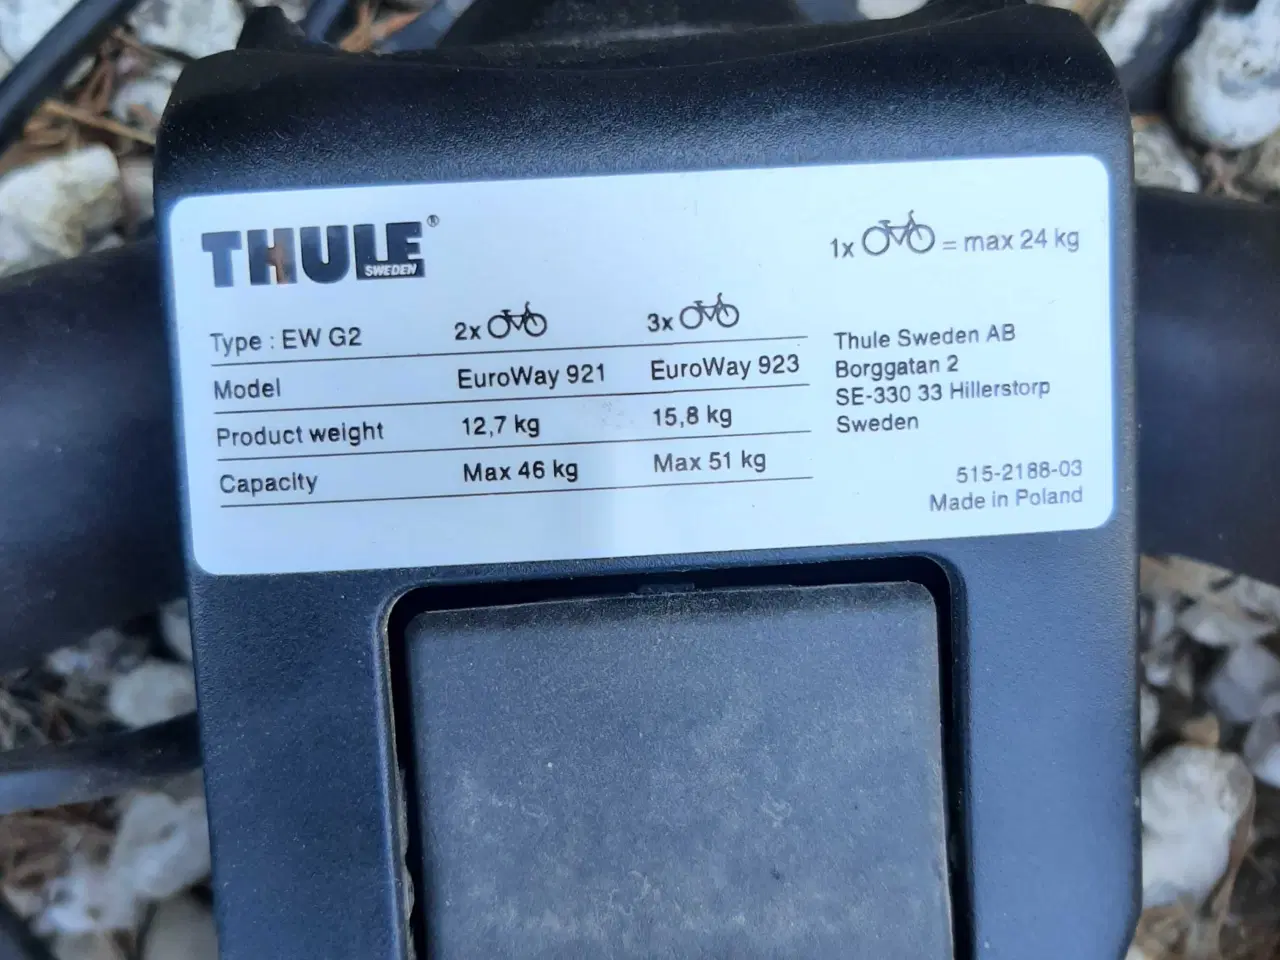 THULE®
SWEDEN
1x = max 24 kg
Type : EW G2 2x 3x
Model EuroWay 921 EuroWay 923
Product weight 12,7 kg 15,8 kg
Capacity Max 46 kg Max 51 kg
Thule Sweden AB
Borggatan 2
SE-330 33 Hillerstorp
Sweden
515-2188-03
Made in Poland